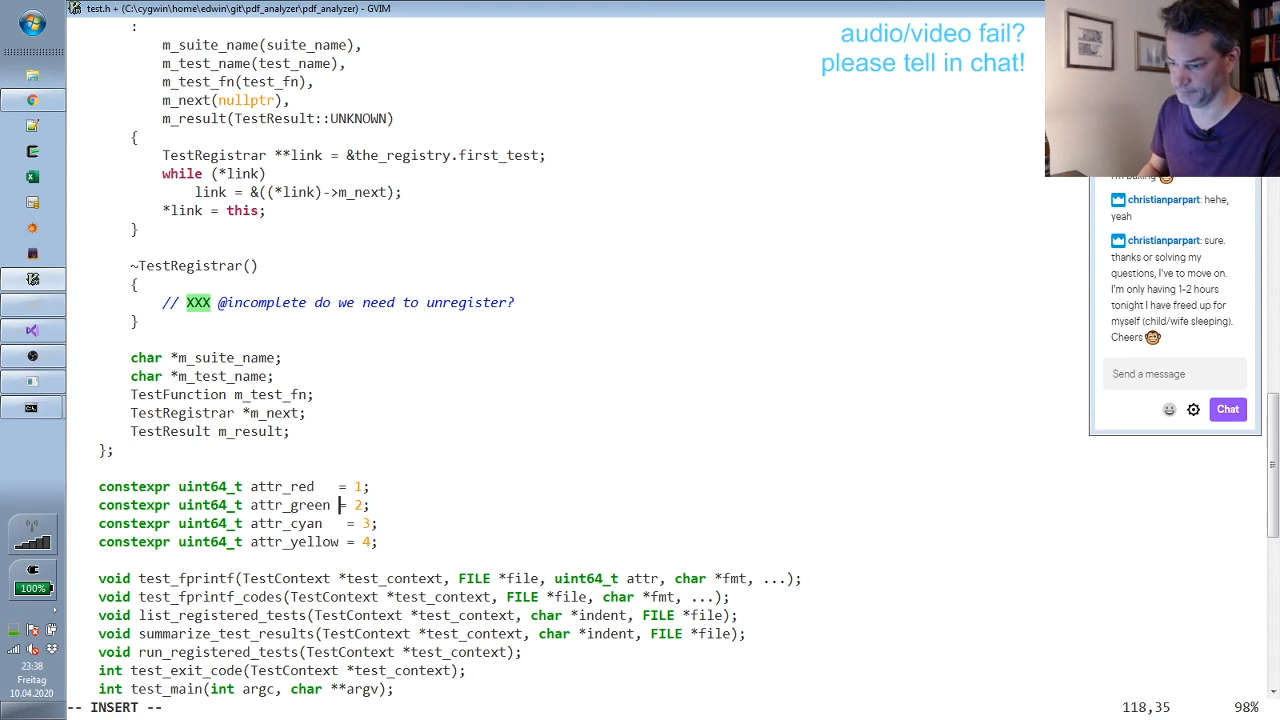 test.h + (C:\cygwin\home\edwin\git\pdf_analyzer\pdf_analyzer) - GVIM
:
m_suite_name(suite_name),
m_test_name(test_name),
m_test_fn(test_fn),
m_next(nullptr),
m_result(TestResult::UNKNOWN)
{
TestRegistrar **link = &the_registry.first_test;
while (*link)
link = &((*link)->m_next);
*link = this;
}
~TestRegistrar()
{
// XXX @incomplete do we need to unregister?
}
char *m_suite_name;
char *m_test_name;
TestFunction m_test_fn;
TestRegistrar *m_next;
TestResult m_result;
};
constexpr uint64_t attr_red   = 1;
constexpr uint64_t attr_green = 2;
constexpr uint64_t attr_cyan   = 3;
constexpr uint64_t attr_yellow = 4;
void test_fprintf(TestContext *test_context, FILE *file, uint64_t attr, char *fmt, ...);
void test_fprintf_codes(TestContext *test_context, FILE *file, char *fmt, ...);
void list_registered_tests(TestContext *test_context, char *indent, FILE *file);
void summarize_test_results(TestContext *test_context, char *indent, FILE *file);
void run_registered_tests(TestContext *test_context);
int test_exit_code(TestContext *test_context);
int test_main(int argc, char **argv);
-- INSERT --
118,35
98%
audio/video fail?
please tell in chat!
christianparpart: hehe,
yeah
christianparpart: sure.
thanks or solving my
questions, I've to move on.
I'm only having 1-2 hours
tonight I have freed up for
myself (child/wife sleeping).
Cheers
Send a message
Chat
100%
23:38
Freitag
10.04.2020